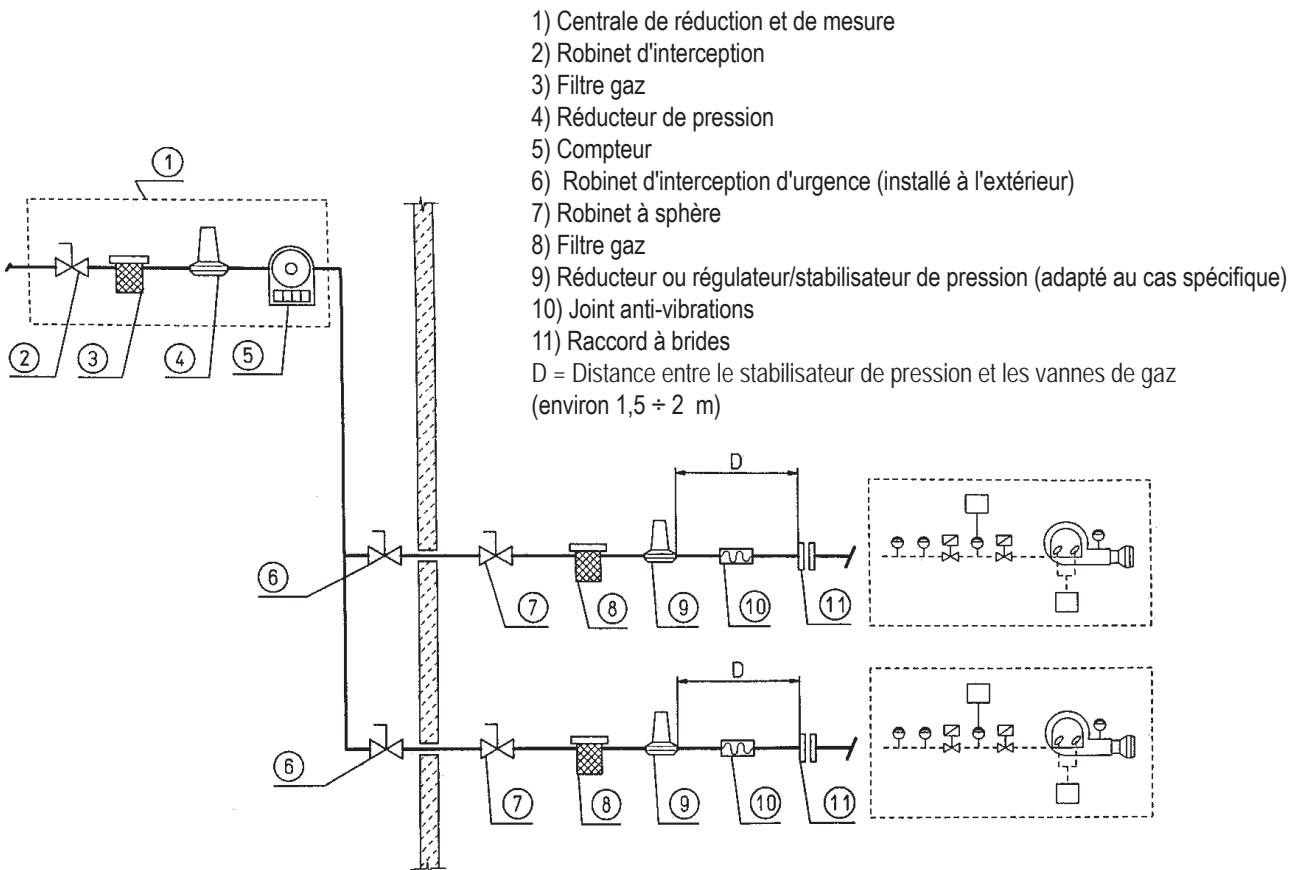 1) Centrale de réduction et de mesure
2) Robinet d'interception
3) Filtre gaz
4) Réducteur de pression
5) Compteur
6) Robinet d'interception d'urgence (installé à l'extérieur)
7) Robinet à sphère
8) Filtre gaz
9) Réducteur ou régulateur/stabilisateur de pression (adapté au cas spécifique)
10) Joint anti-vibrations
11) Raccord à brides
D = Distance entre le stabilisateur de pression et les vannes de gaz
(environ 1,5 ÷ 2 m)
1
2 3 4 5
D
6 7 8 9 10 11
D
6 7 8 9 10 11